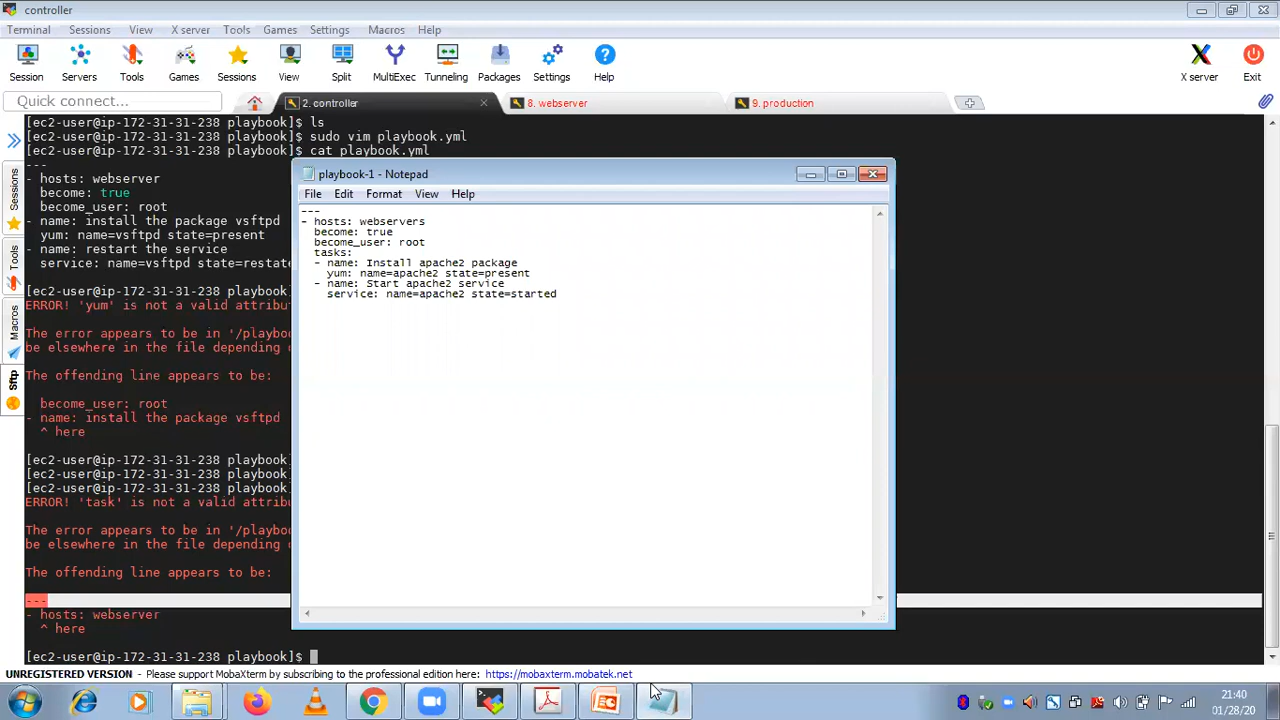 controller
Terminal Sessions View X server Tools Games Settings Macros Help
Session Servers Tools Games Sessions View Split MultiExec Tunneling Packages Settings Help X server Exit
Quick connect...
2. controller
8. webserver
9. production
Sessions
Tools
Macros
Sftp
[ec2-user@ip-172-31-31-238 playbook]$ ls
[ec2-user@ip-172-31-31-238 playbook]$ sudo vim playbook.yml
[ec2-user@ip-172-31-31-238 playbook]$ cat playbook.yml
---
- hosts: webserver
become: true
become_user: root
- name: install the package vsftpd
yum: name=vsftpd state=present
- name: restart the service
service: name=vsftpd state=restate
[ec2-user@ip-172-31-31-238 playbook]
ERROR! 'yum' is not a valid attribu
The error appears to be in '/playbo
be elsewhere in the file depending
The offending line appears to be:
become_user: root
- name: install the package vsftpd
^ here
[ec2-user@ip-172-31-31-238 playbook]
[ec2-user@ip-172-31-31-238 playbook]
[ec2-user@ip-172-31-31-238 playbook]
ERROR! 'task' is not a valid attrib
The error appears to be in '/playbo
be elsewhere in the file depending
The offending line appears to be:
---
- hosts: webserver
^ here
[ec2-user@ip-172-31-31-238 playbook]$
playbook-1 - Notepad
File Edit Format View Help
---
- hosts: webservers
become: true
become_user: root
tasks:
- name: Install apache2 package
yum: name=apache2 state=present
- name: Start apache2 service
service: name=apache2 state=started
UNREGISTERED VERSION - Please support MobaXterm by subscribing to the professional edition here: https://mobaxterm.mobatek.net
21:40
01/28/20